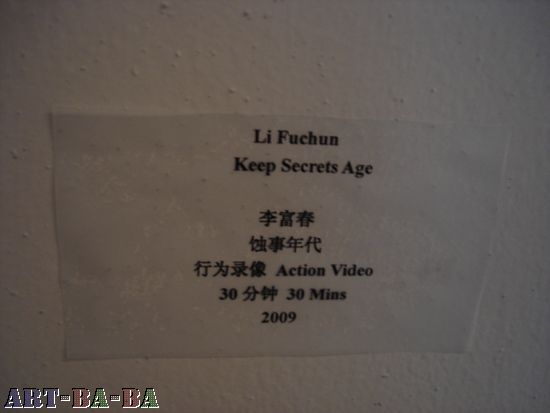 Li Fuchun
Keep Secrets Age
李富春
蚀事年代
行为录像 Action Video
30 分钟 30 Mins
2009
ART-BA-BA